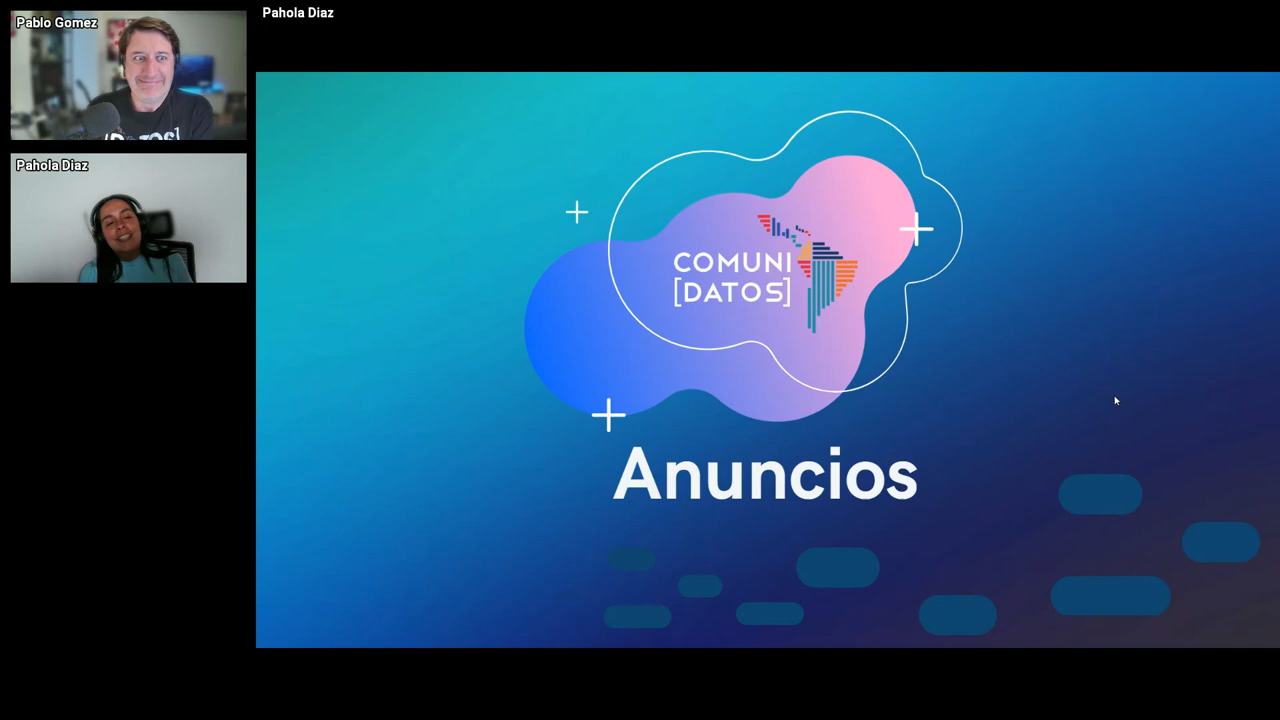 Pablo Gomez
Pahola Diaz
Pahola Diaz
COMUNI
[DATOS]
Anuncios